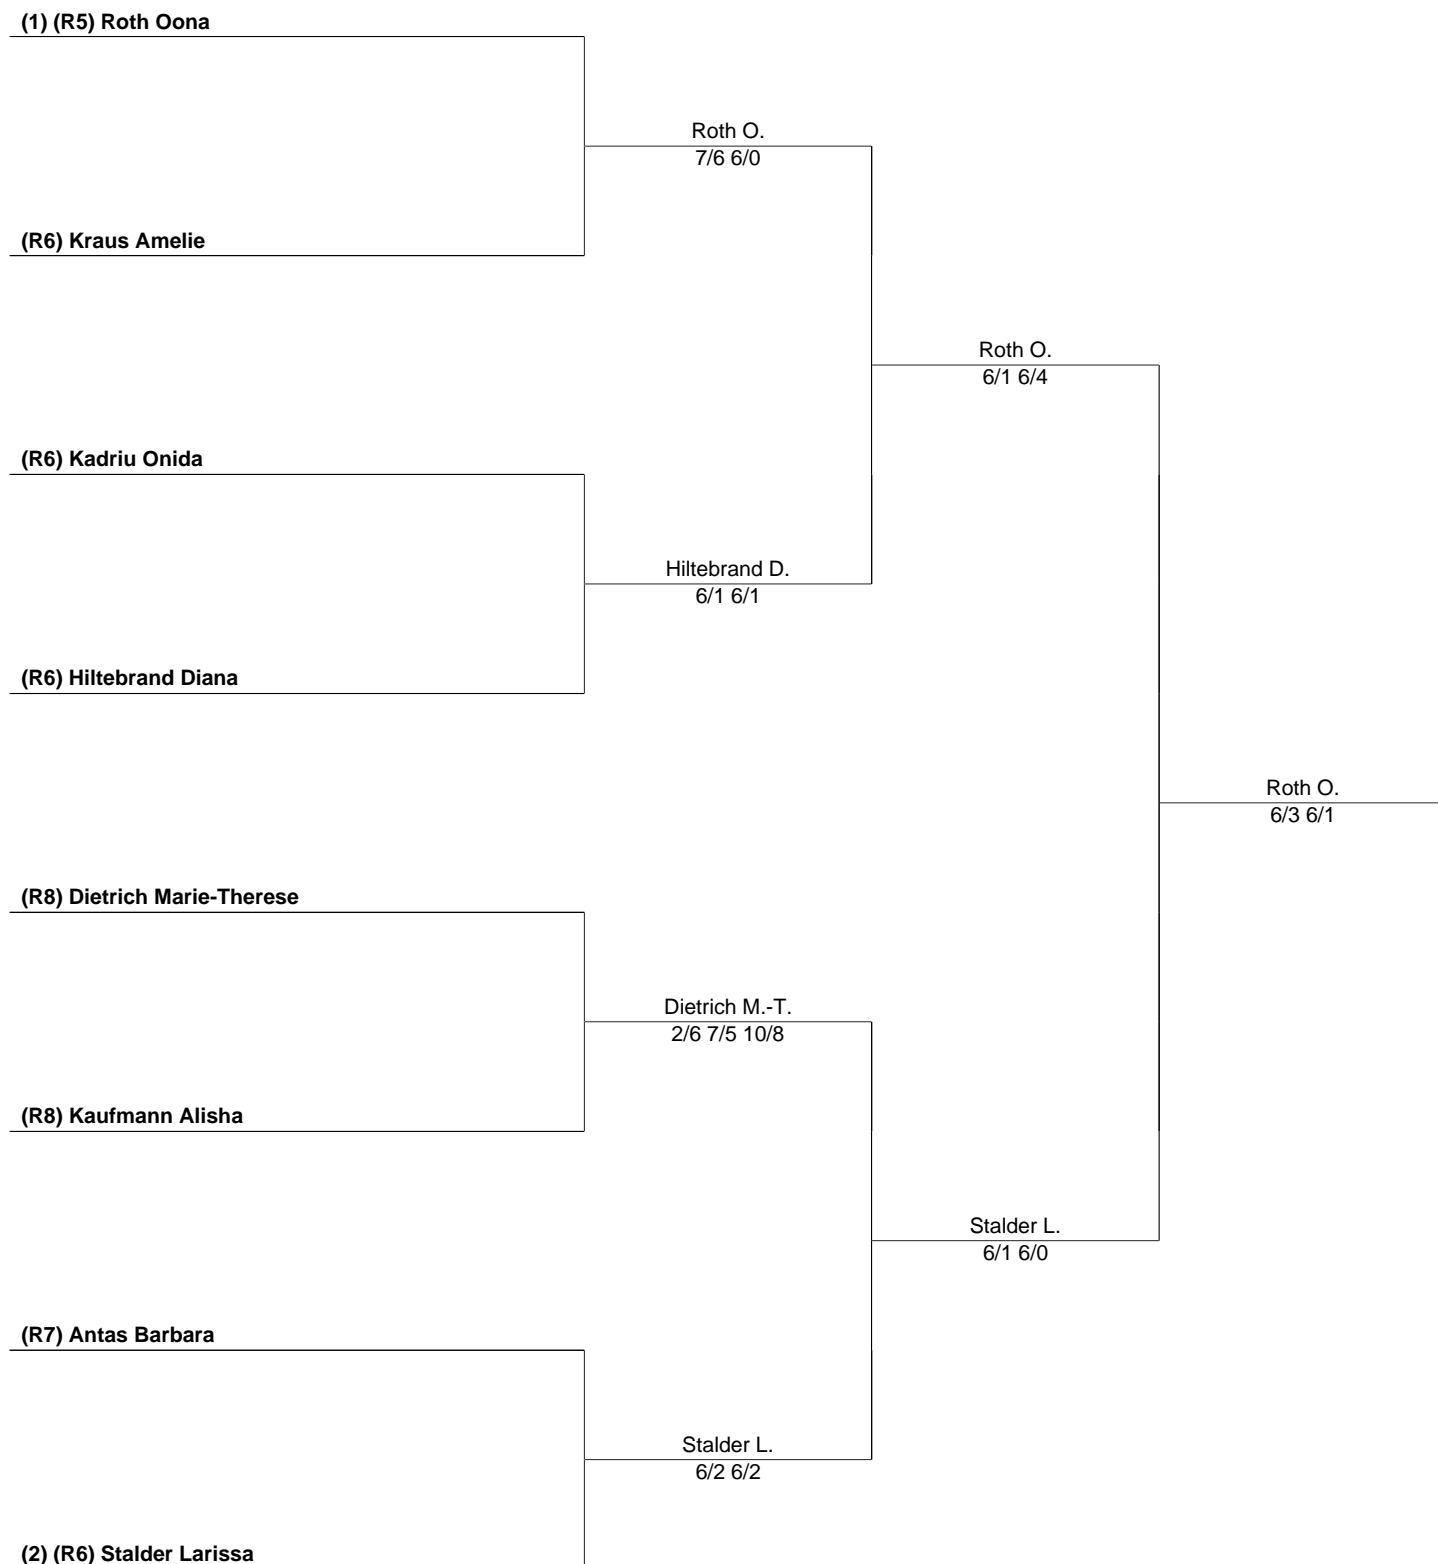 (1) (R5) Roth Oona
Roth O.
7/6 6/0
(R6) Kraus Amelie
Roth O.
6/1 6/4
(R6) Kadriu Onida
Hiltebrand D.
6/1 6/1
(R6) Hiltebrand Diana
Roth O.
6/3 6/1
(R8) Dietrich Marie-Therese
Dietrich M.-T.
2/6 7/5 10/8
(R8) Kaufmann Alisha
Stalder L.
6/1 6/0
(R7) Antas Barbara
Stalder L.
6/2 6/2
(2) (R6) Stalder Larissa